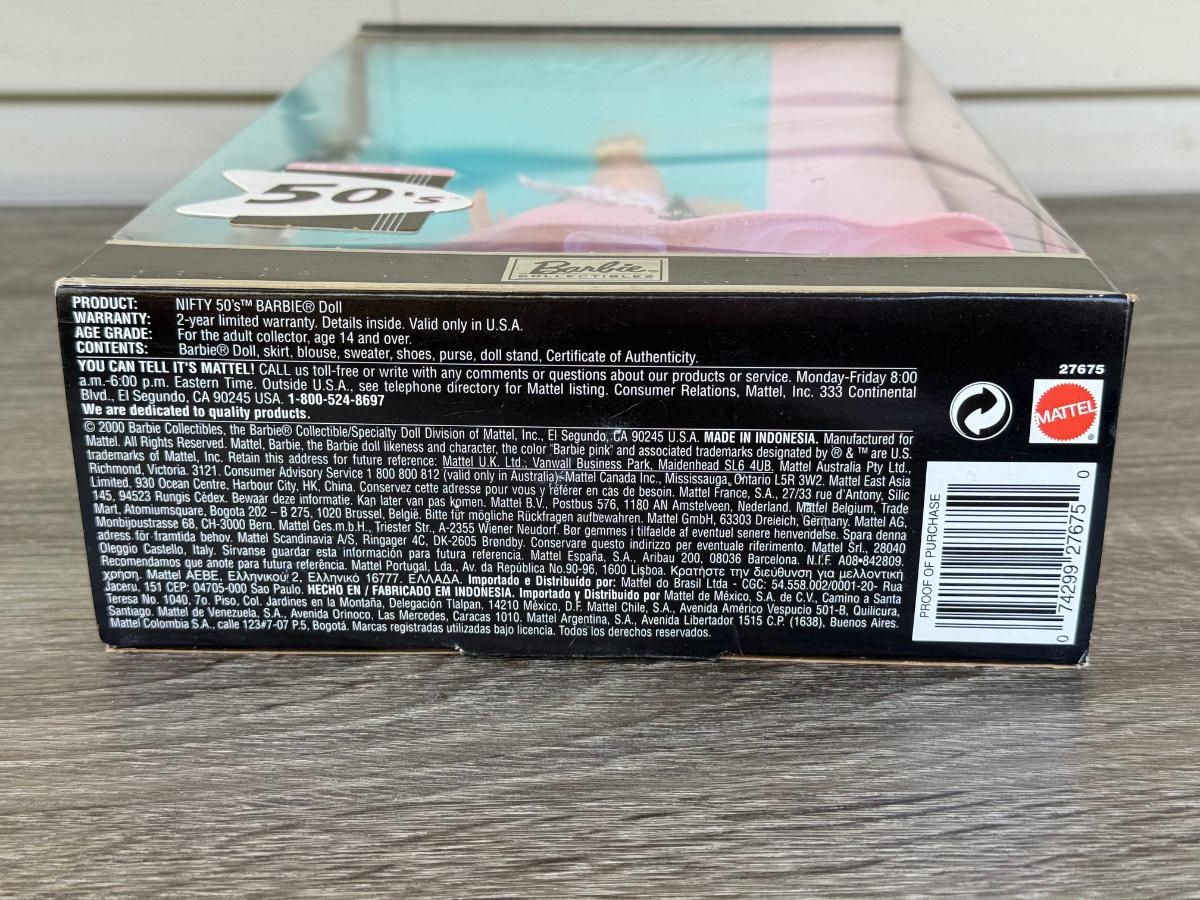 50's
Barbie
COLLECTIBLES
PRODUCT: NIFTY 50's™ BARBIE® Doll
WARRANTY: 2-year limited warranty. Details inside. Valid only in U.S.A.
AGE GRADE: For the adult collector, age 14 and over.
CONTENTS: Barbie® Doll, skirt, blouse, sweater, shoes, purse, doll stand, Certificate of Authenticity.
YOU CAN TELL IT'S MATTEL! CALL us toll-free or write with any comments or questions about our products or service. Monday-Friday 8:00
a.m.-6:00 p.m. Eastern Time. Outside U.S.A., see telephone directory for Mattel listing. Consumer Relations, Mattel, Inc. 333 Continental
Blvd., El Segundo, CA 90245 USA. 1-800-524-8697
We are dedicated to quality products.
© 2000 Barbie Collectibles, the Barbie® Collectible/Specialty Doll Division of Mattel, Inc., El Segundo, CA 90245 U.S.A. MADE IN INDONESIA. Manufactured for
Mattel. All Rights Reserved. Mattel, Barbie, the Barbie doll likeness and character, the color "Barbie pink" and associated trademarks designated by ® & ™ are U.S.
trademarks of Mattel, Inc. Retain this address for future reference: Mattel U.K. Ltd., Vanwall Business Park, Maidenhead SL6 4UB. Mattel Australia Pty Ltd.,
Richmond, Victoria. 3121. Consumer Advisory Service 1 800 800 812 (valid only in Australia). Mattel Canada Inc., Mississauga, Ontario L5R 3W2. Mattel East Asia
Limited, 930 Ocean Centre, Harbour City, HK, China. Conservez cette adresse pour vous y référer en cas de besoin. Mattel France, S.A., 27/33 rue d'Antony, Silic
145, 94523 Rungis Cédex. Bewaar deze informatie. Kan later van pas komen. Mattel B.V., Postbus 576, 1180 AN Amstelveen, Nederland. Mattel Belgium, Trade
Mart, Atomiumsquare, Bogota 202 – B 275, 1020 Brussel, België. Bitte für mögliche Rückfragen aufbewahren. Mattel GmbH, 63303 Dreieich, Germany. Mattel AG,
Monbijoustrasse 68, CH-3000 Bern. Mattel Ges.m.b.H., Triester Str., A-2355 Wiener Neudorf. Bør gemmes i tilfælde af eventuel senere henvendelse. Spara denna
adress för framtida behov. Mattel Scandinavia A/S, Ringager 4C, DK-2605 Brondby. Conservare questo indirizzo per eventuale riferimento. Mattel Srl., 28040
Oleggio Castello, Italy. Sirvanse guardar esta información para futura referencia. Mattel España, S.A., Aribau 200, 08036 Barcelona. N.I.F. A08•842809.
Recomendamos que anote para futura referência. Mattel Portugal, Lda., Av. da República No.90-96, 1600 Lisboa. Κρατήστε την διεύθυνση για μελλοντική
χρήση. Mattel AEBE, Ελληνικού 2, Ελληνικό 16777. ΕΛΛΑΔΑ. Importado e Distribuído por: Mattel do Brasil Ltda - CGC: 54.558.002/0001-20- Rua
Jaceru, 151 CEP: 04705-000 Sao Paulo. HECHO EN / FABRICADO EM INDONESIA. Importado y Distribuido por Mattel de México, S.A. de C.V., Camino a Santa
Teresa No. 1040, 7o. Piso, Col. Jardines en la Montaña, Delegación Tlalpan, 14210 México, D.F. Mattel Chile, S.A., Avenida Américo Vespucio 501-B, Quilicura,
Santiago. Mattel de Venezuela, S.A., Avenida Orinoco, Las Mercedes, Caracas 1010. Mattel Argentina, S.A., Avenida Libertador 1515 C.P. (1638), Buenos Aires.
Mattel Colombia S.A., calle 123#7-07 P.5, Bogotá. Marcas registradas utilizadas bajo licencia. Todos los derechos reservados.
27675
MATTEL®
PROOF OF PURCHASE
0 74299 27675 0